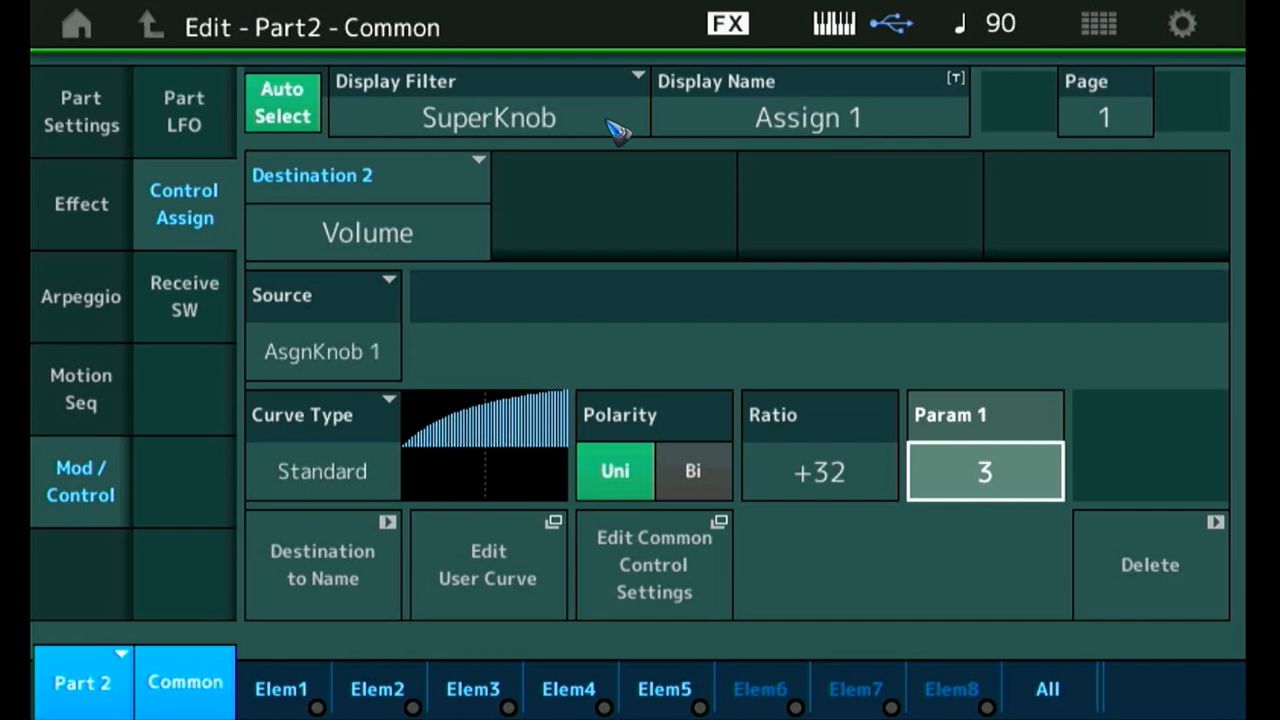 Edit - Part2 - Common
FX
♩ 90
Part
Settings
Part
LFO
Auto
Select
Display Filter
SuperKnob
Display Name
[T]
Assign 1
Page
1
Effect
Control
Assign
Destination 2
Volume
Arpeggio
Receive
SW
Source
AsgnKnob 1
Motion
Seq
Curve Type
Standard
Polarity
Uni
Bi
Ratio
+32
Param 1
3
Mod /
Control
Destination
to Name
Edit
User Curve
Edit Common
Control
Settings
Delete
Part 2
Common
Elem1
Elem2
Elem3
Elem4
Elem5
Elem6
Elem7
Elem8
All